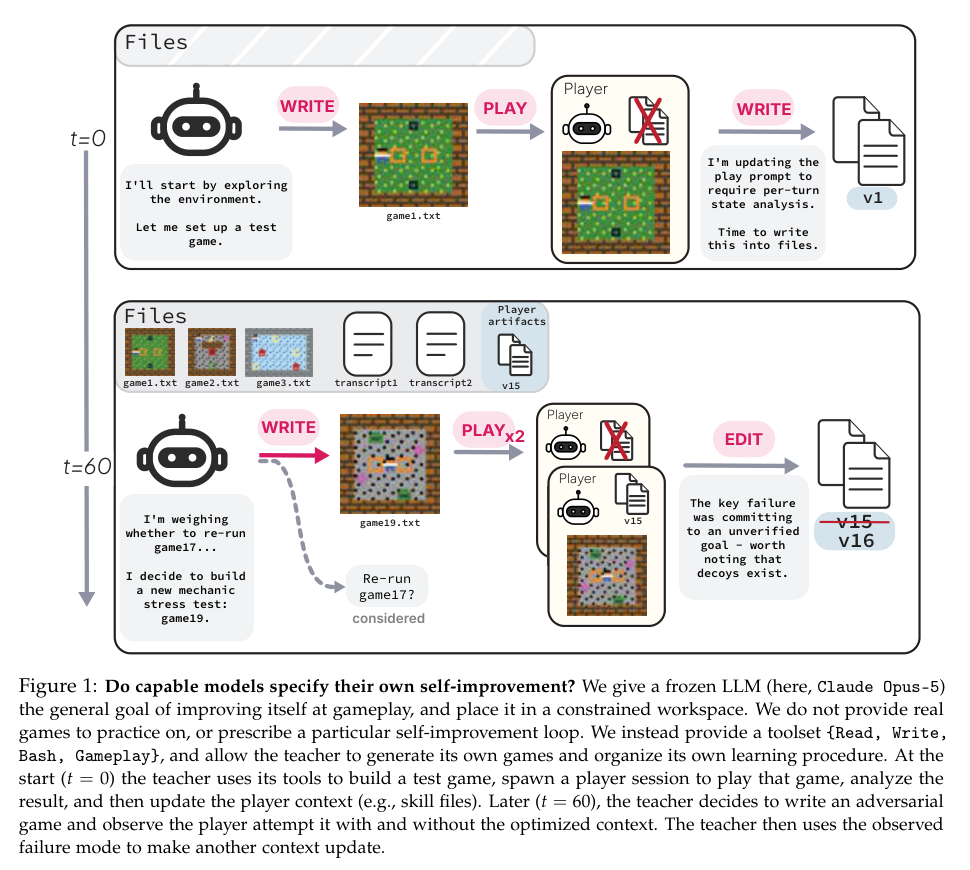 Files
WRITE
PLAY
Player
WRITE
t=0
I'll start by exploring
the environment.
Let me set up a test
game.
game1.txt
I'm updating the
play prompt to
require per-turn
state analysis.
Time to write
this into files.
v1
Files
Player
artifacts
game1.txt
game2.txt
game3.txt
transcript1
transcript2
v15
WRITE
PLAYx2
Player
EDIT
t=60
Player
v15
game19.txt
I'm weighing
whether to re-run
game17...
I decide to build
a new mechanic
stress test:
game19.
Re-run
game17?
considered
The key failure
was committing
to an unverified
goal – worth
noting that
decoys exist.
v15
v16
Figure 1: Do capable models specify their own self-improvement? We give a frozen LLM (here, Claude Opus-5)
the general goal of improving itself at gameplay, and place it in a constrained workspace. We do not provide real
games to practice on, or prescribe a particular self-improvement loop. We instead provide a toolset {Read, Write,
Bash, Gameplay}, and allow the teacher to generate its own games and organize its own learning procedure. At the
start (t = 0) the teacher uses its tools to build a test game, spawn a player session to play that game, analyze the
result, and then update the player context (e.g., skill files). Later (t = 60), the teacher decides to write an adversarial
game and observe the player attempt it with and without the optimized context. The teacher then uses the observed
failure mode to make another context update.